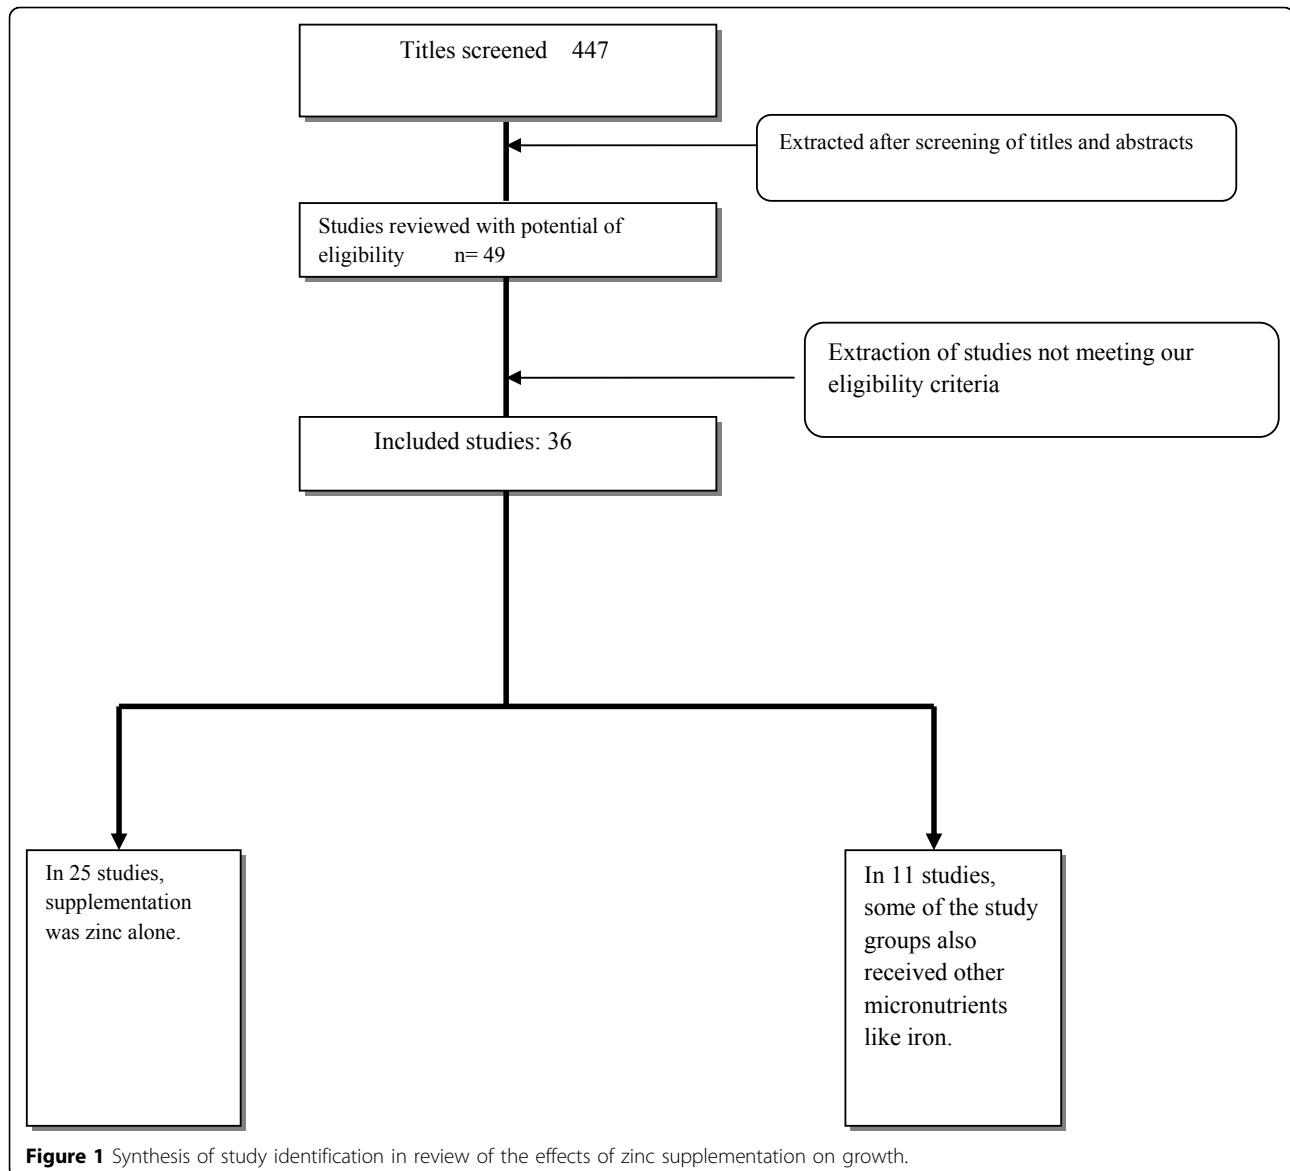 Titles screened 447
Extracted after screening of titles and abstracts
Studies reviewed with potential of
eligibility n= 49
Extraction of studies not meeting our
eligibility criteria
Included studies: 36
In 25 studies,
supplementation
was zinc alone.
In 11 studies,
some of the study
groups also
received other
micronutrients
like iron.
Figure 1 Synthesis of study identification in review of the effects of zinc supplementation on growth.